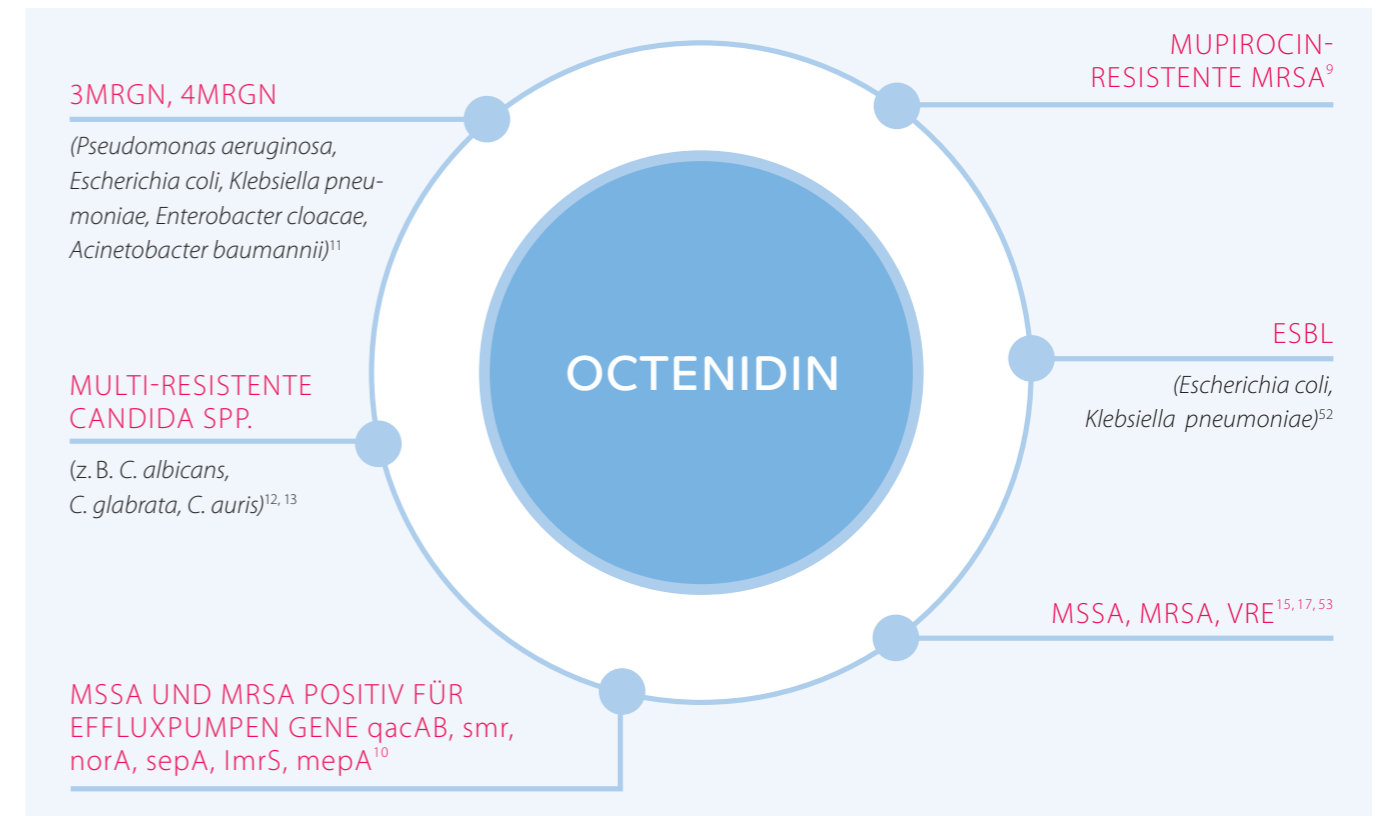 3MRGN, 4MRGN
(Pseudomonas aeruginosa,
Escherichia coli, Klebsiella pneu-
moniae, Enterobacter cloacae,
Acinetobacter baumannii)11
MULTI-RESISTENTE
CANDIDA SPP.
(z. B. C. albicans,
C. glabrata, C. auris)12, 13
MSSA UND MRSA POSITIV FÜR
EFFLUXPUMPEN GENE qacAB, smr,
norA, sepA, lmrS, mepA10
OCTENIDIN
MUPIROCIN-
RESISTENTE MRSA9
ESBL
(Escherichia coli,
Klebsiella pneumoniae)52
MSSA, MRSA, VRE15, 17, 53